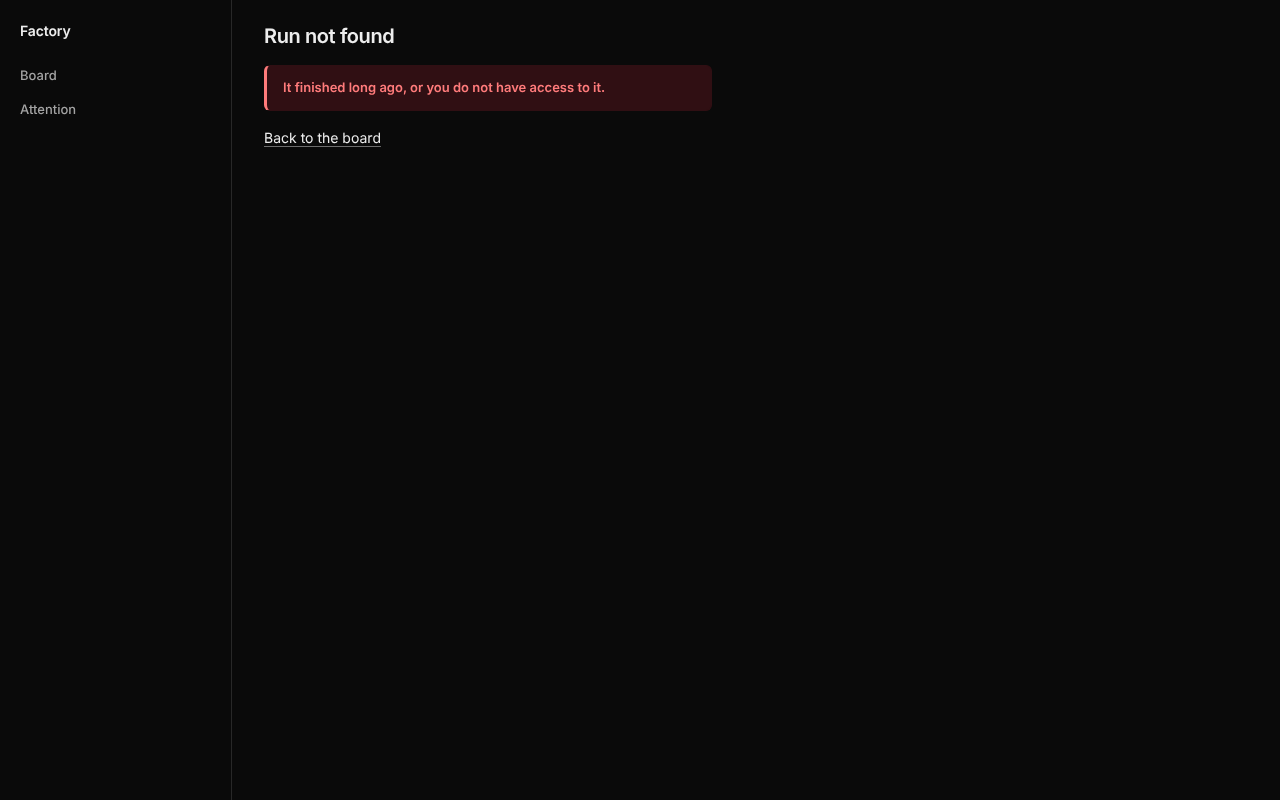 Factory
Board
Attention
Run not found
It finished long ago, or you do not have access to it.
Back to the board